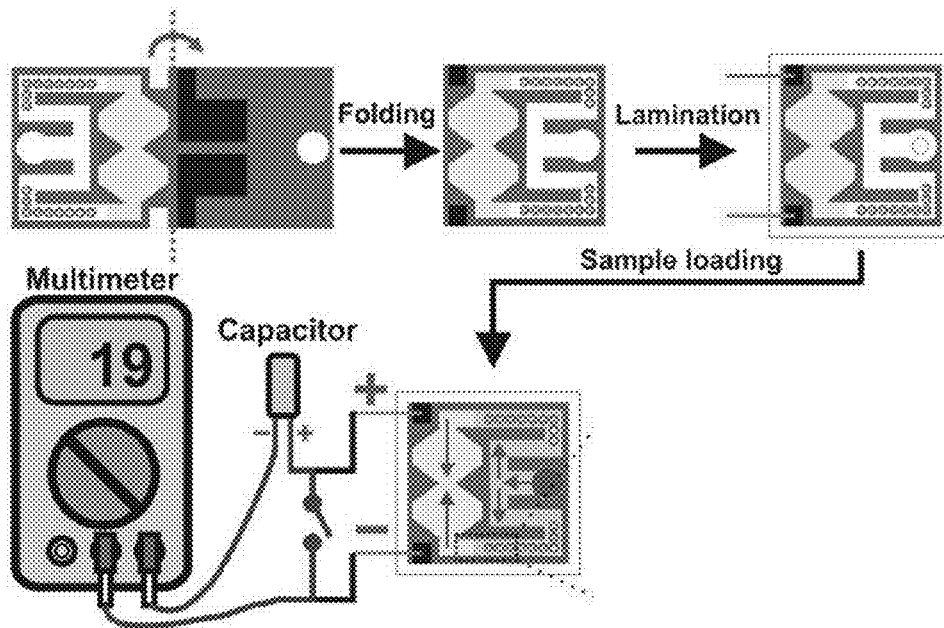 Folding
Lamination
Sample loading
Multimeter
19
Capacitor
+
- +
-